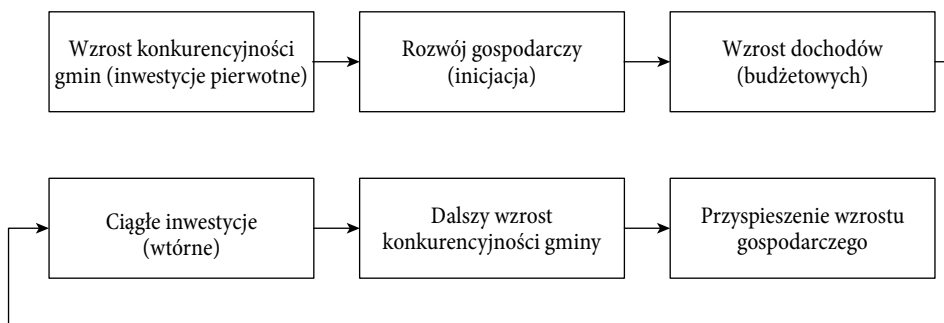 Wzrost konkurencyjności
gmin (inwestycje pierwotne)
Rozwój gospodarczy
(inicjacja)
Wzrost dochodów
(budżetowych)
Ciągłe inwestycje
(wtórne)
Dalszy wzrost
konkurencyjności gminy
Przyspieszenie wzrostu
gospodarczego